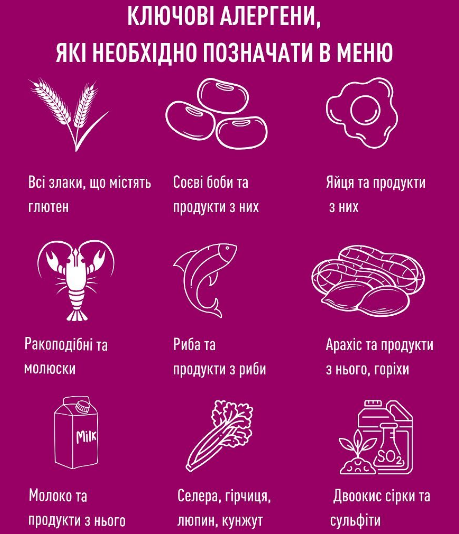 КЛЮЧОВІ АЛЕРГЕНИ,
ЯКІ НЕОБХІДНО ПОЗНАЧАТИ В МЕНЮ
Всі злаки, що містять
глютен
Соєві боби та
продукти з них
Яйця та продукти
з них
Ракоподібні та
молюски
Риба та
продукти з риби
Арахіс та продукти
з нього, горіхи
Milk
SO2
Молоко та
продукти з нього
Селера, гірчиця,
люпин, кунжут
Двоокис сірки та
сульфіти